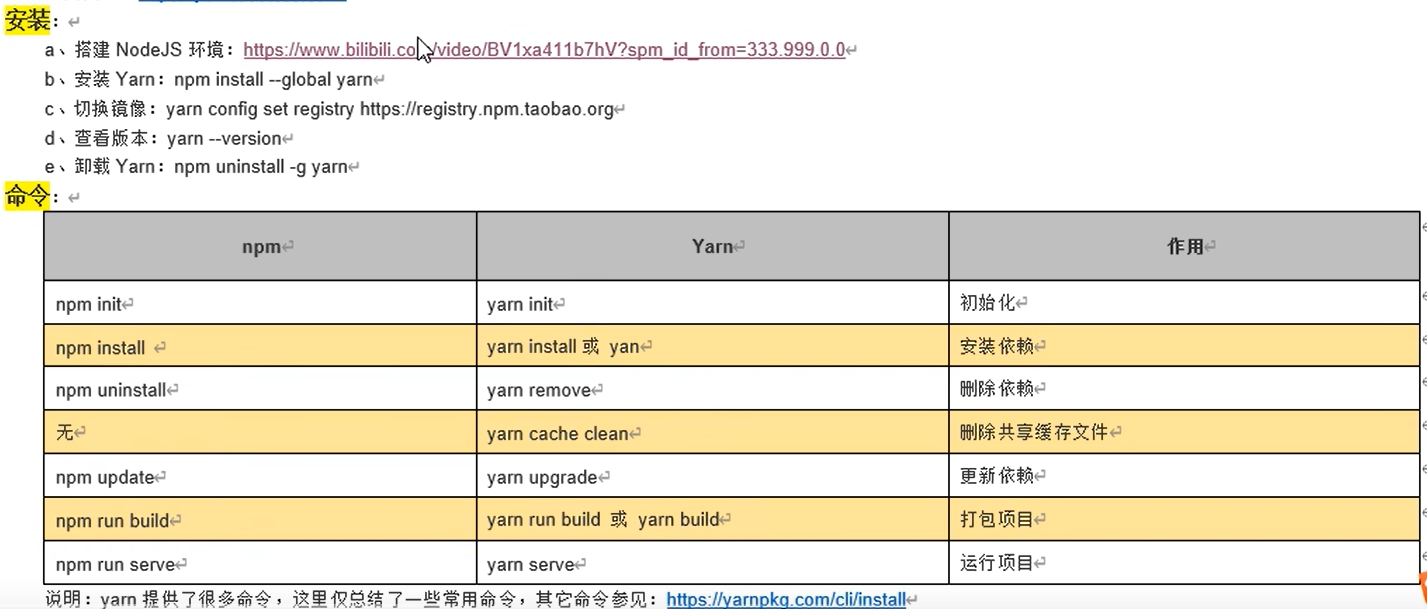 安装：
a、搭建 NodeJS 环境：https://www.bilibili.co/video/BV1xa411b7hV?spm_id_from=333.999.0.0
b、安装 Yarn：npm install --global yarn
c、切换镜像：yarn config set registry https://registry.npm.taobao.org
d、查看版本：yarn --version
e、卸载 Yarn：npm uninstall -g yarn
命令：
npm Yarn 作用
npm init yarn init 初始化
npm install yarn install 或 yan 安装依赖
npm uninstall yarn remove 删除依赖
无 yarn cache clean 删除共享缓存文件
npm update yarn upgrade 更新依赖
npm run build yarn run build 或 yarn build 打包项目
npm run serve yarn serve 运行项目
说明：yarn 提供了很多命令，这里仅总结了一些常用命令，其它命令参见：https://yarnpkg.com/cli/install